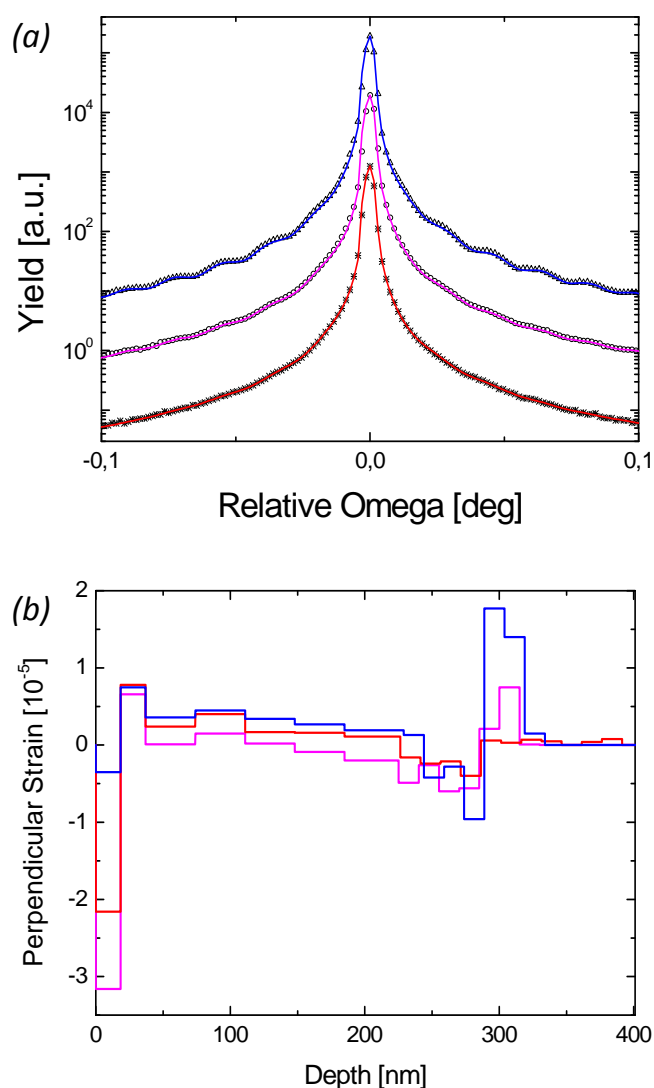 (a)
Yield [a.u.]
10^4
10^2
10^0
-0,1 0,0 0,1
Relative Omega [deg]
(b)
Perpendicular Strain [10^-5]
2
1
0
-1
-2
-3
0 100 200 300 400
Depth [nm]